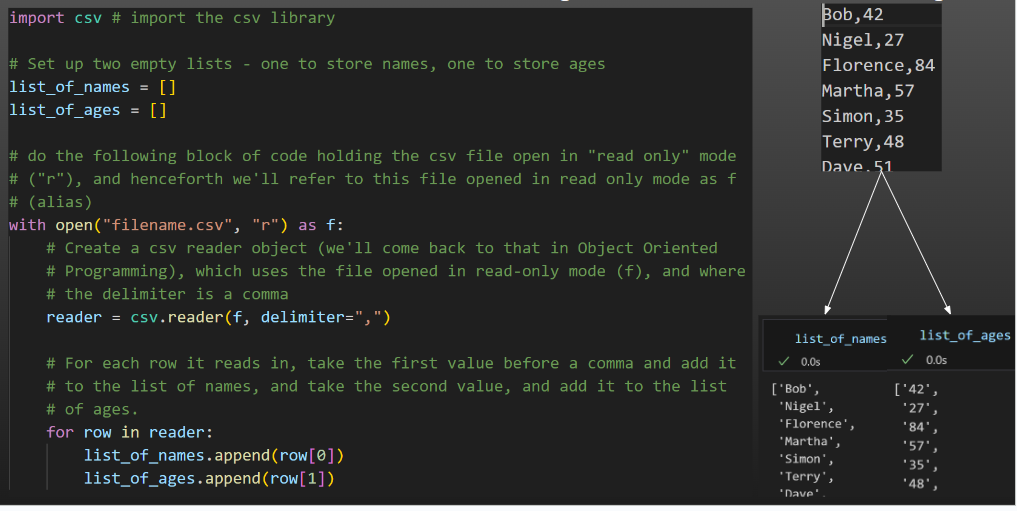 import csv # import the csv library
# Set up two empty lists - one to store names, one to store ages
list_of_names = []
list_of_ages = []
# do the following block of code holding the csv file open in "read only" mode
# ("r"), and henceforth we'll refer to this file opened in read only mode as f
# (alias)
with open("filename.csv", "r") as f:
# Create a csv reader object (we'll come back to that in Object Oriented
# Programming), which uses the file opened in read-only mode (f), and where
# the delimiter is a comma
reader = csv.reader(f, delimiter=",")
# For each row it reads in, take the first value before a comma and add it
# to the list of names, and take the second value, and add it to the list
# of ages.
for row in reader:
list_of_names.append(row[0])
list_of_ages.append(row[1])
Bob,42
Nigel,27
Florence,84
Martha,57
Simon,35
Terry,48
Dave,51
list_of_names
0.0s
['Bob',
'Nigel',
'Florence',
'Martha',
'Simon',
'Terry',
'Dave',
list_of_ages
0.0s
['42',
'27',
'84',
'57',
'35',
'48',